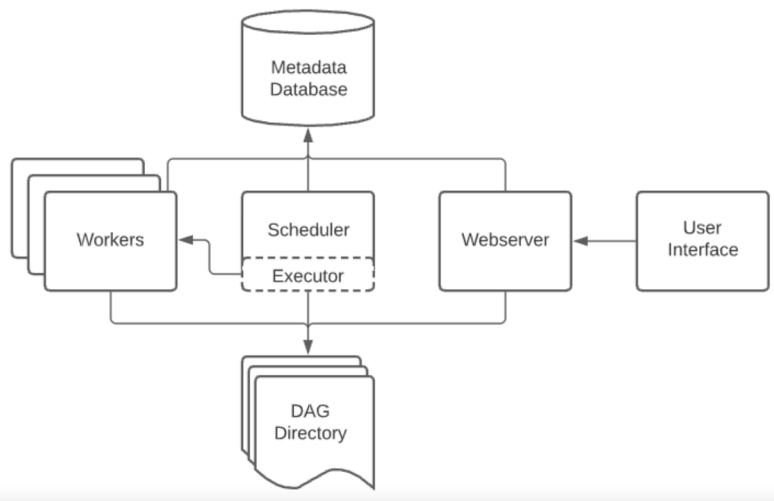 Metadata
Database
Workers
Scheduler
Executor
Webserver
User
Interface
DAG
Directory